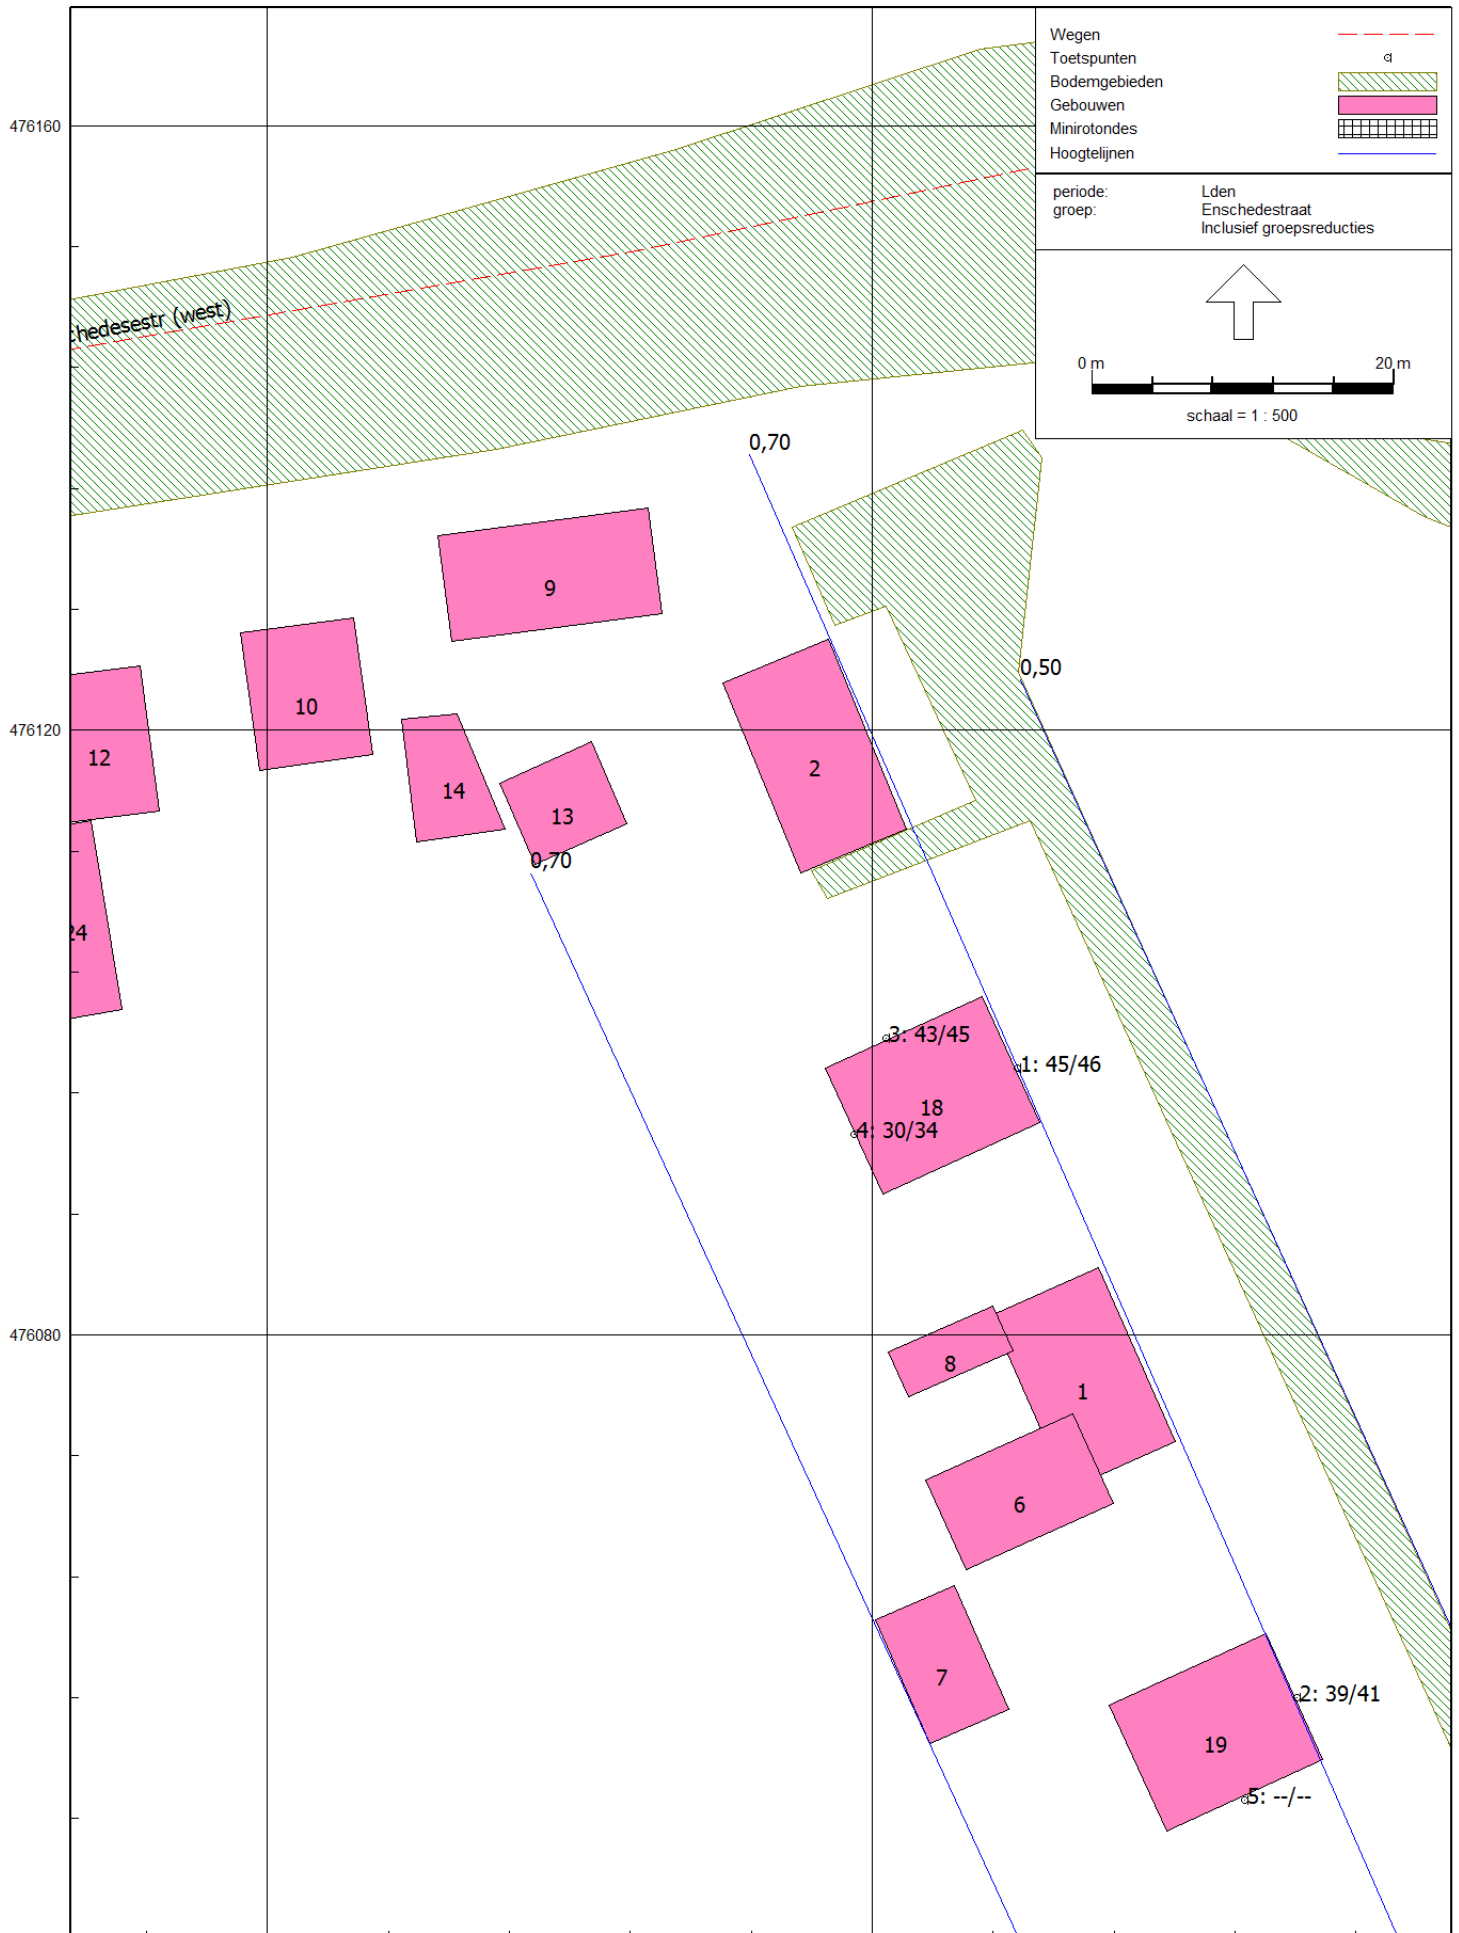 Wegen
Toetspunten
Bodemgebieden
Gebouwen
Minirotondes
Hoogtelijnen
periode: Lden
groep: Enschedestraat
Inclusief groepsreducties
0 m 20 m
schaal = 1 : 500
476160
chedesestr (west)
0,70
9
0,50
10
476120
12
2
14
13
0,70
24
3: 43/45
1: 45/46
18
4: 30/34
476080
8
1
6
7
2: 39/41
19
5: --/--